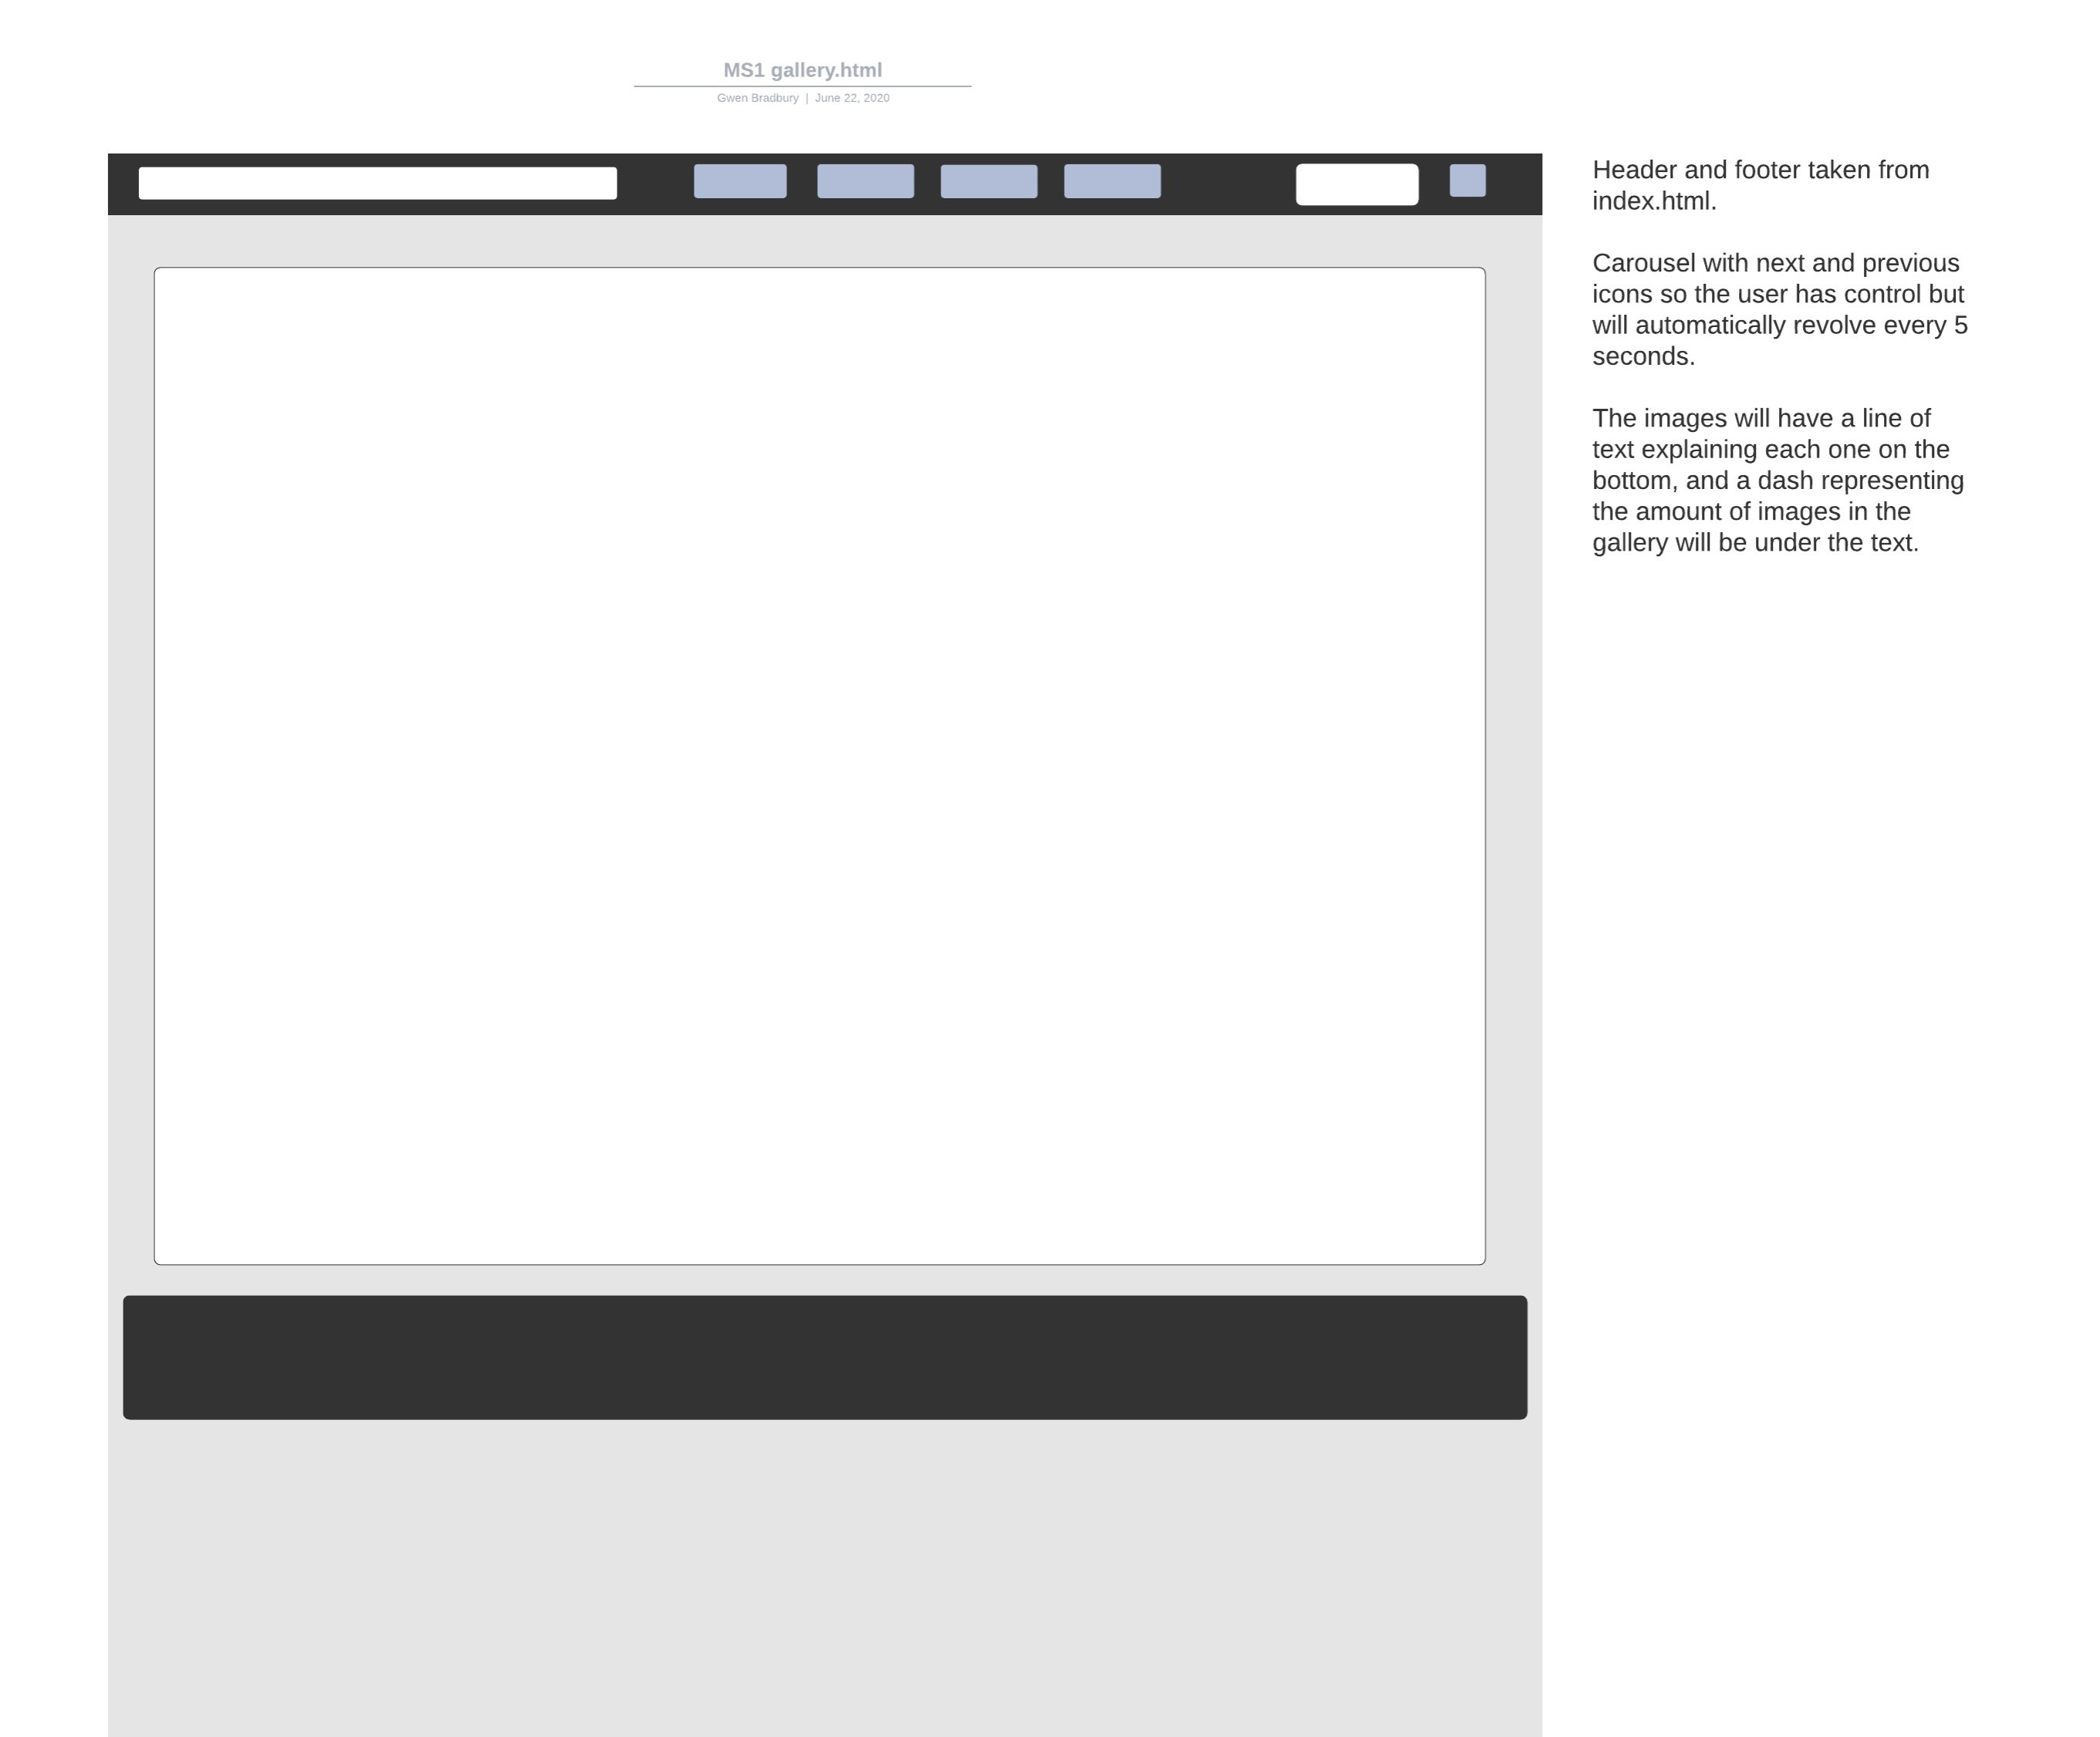 MS1 gallery.html
Gwen Bradbury | June 22, 2020
Header and footer taken from
index.html.
Carousel with next and previous
icons so the user has control but
will automatically revolve every 5
seconds.
The images will have a line of
text explaining each one on the
bottom, and a dash representing
the amount of images in the
gallery will be under the text.